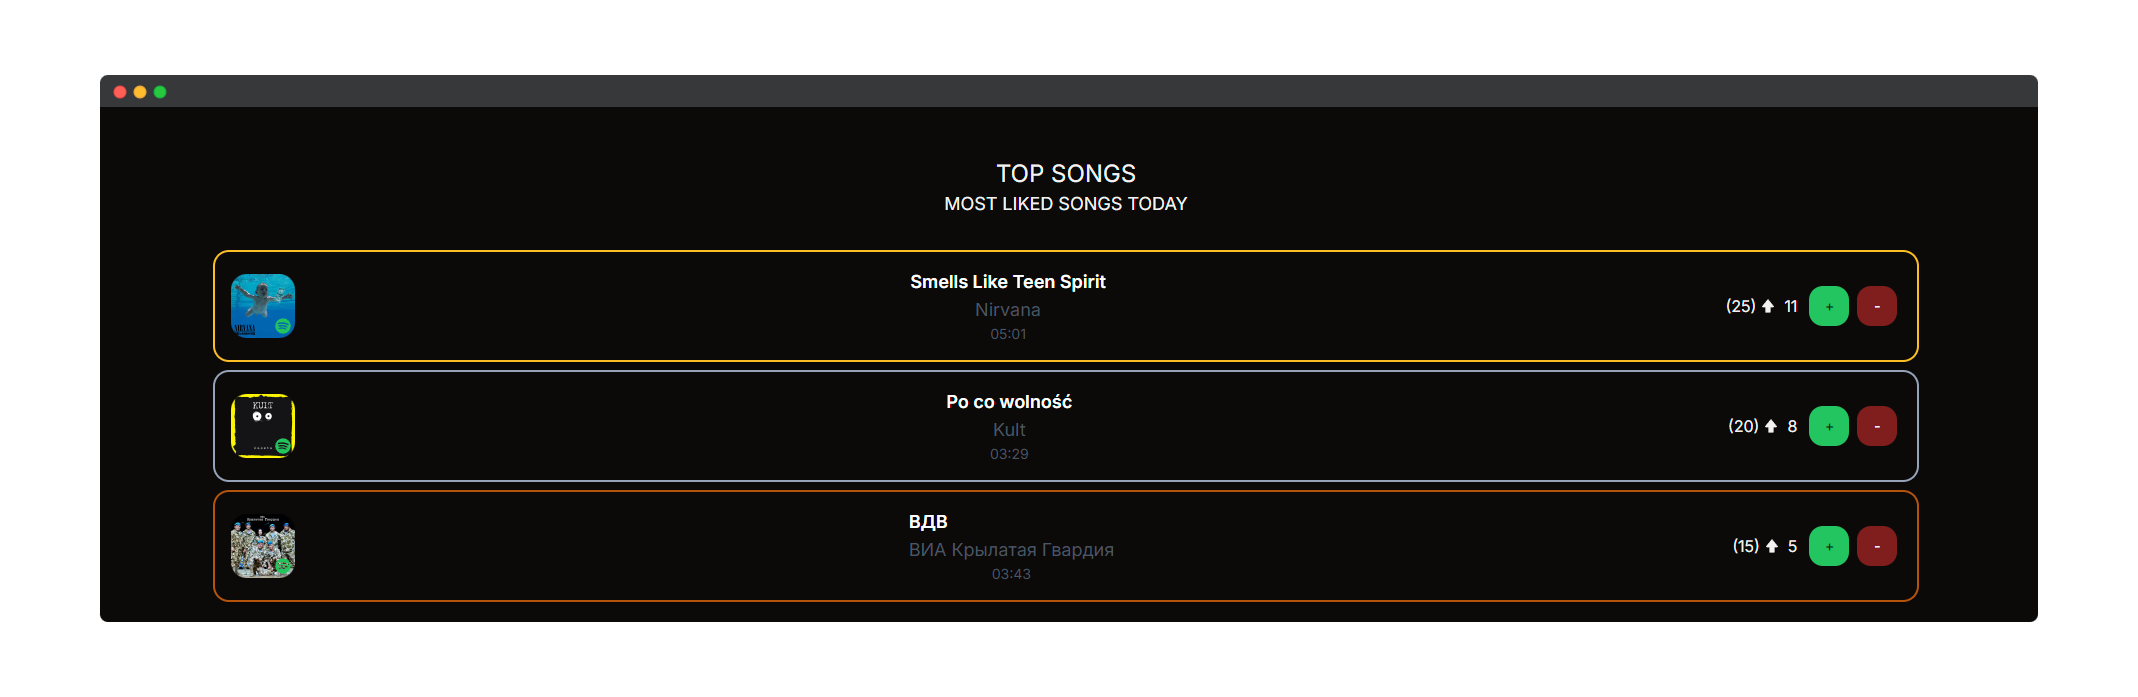 TOP SONGS
MOST LIKED SONGS TODAY
Smells Like Teen Spirit
Nirvana
05:01
(25) 11 + -
NIRVANA
Po co wolność
Kult
03:29
(20) 8 + -
KULT
ВДВ
ВИА Крылатая Гвардия
03:43
(15) 5 + -